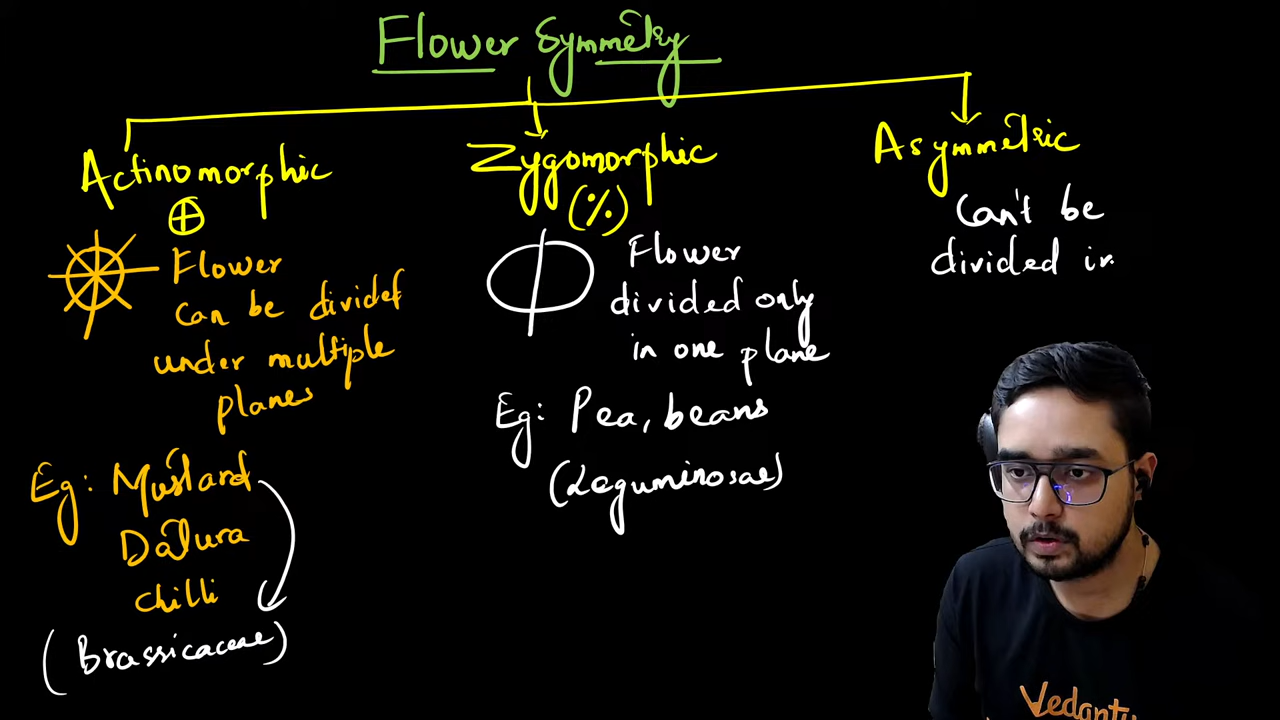 Flower Symmetry
Actinomorphic
Flower
can be divided
under multiple
planes
Eg: Mustard
Datura
chilli
(Brassicaceae)
Zygomorphic
(%)
Flower
divided only
in one plane
Eg: Pea, beans
(Leguminosae)
Asymmetric
Can't be
divided in
Vedantu